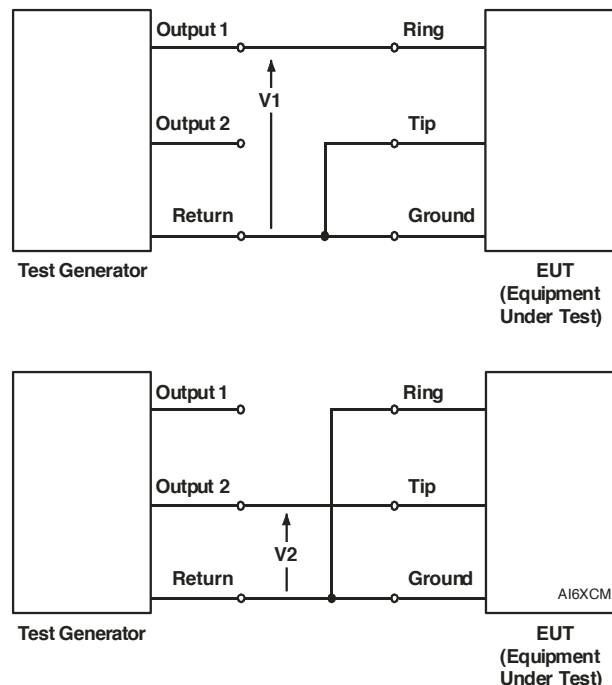 Output 1
Ring
V1
Output 2
Tip
Return
Ground
Test Generator
EUT
(Equipment
Under Test)
Output 1
Ring
Output 2
Tip
V2
Return
Ground
AI6XCM
Test Generator
EUT
(Equipment
Under Test)